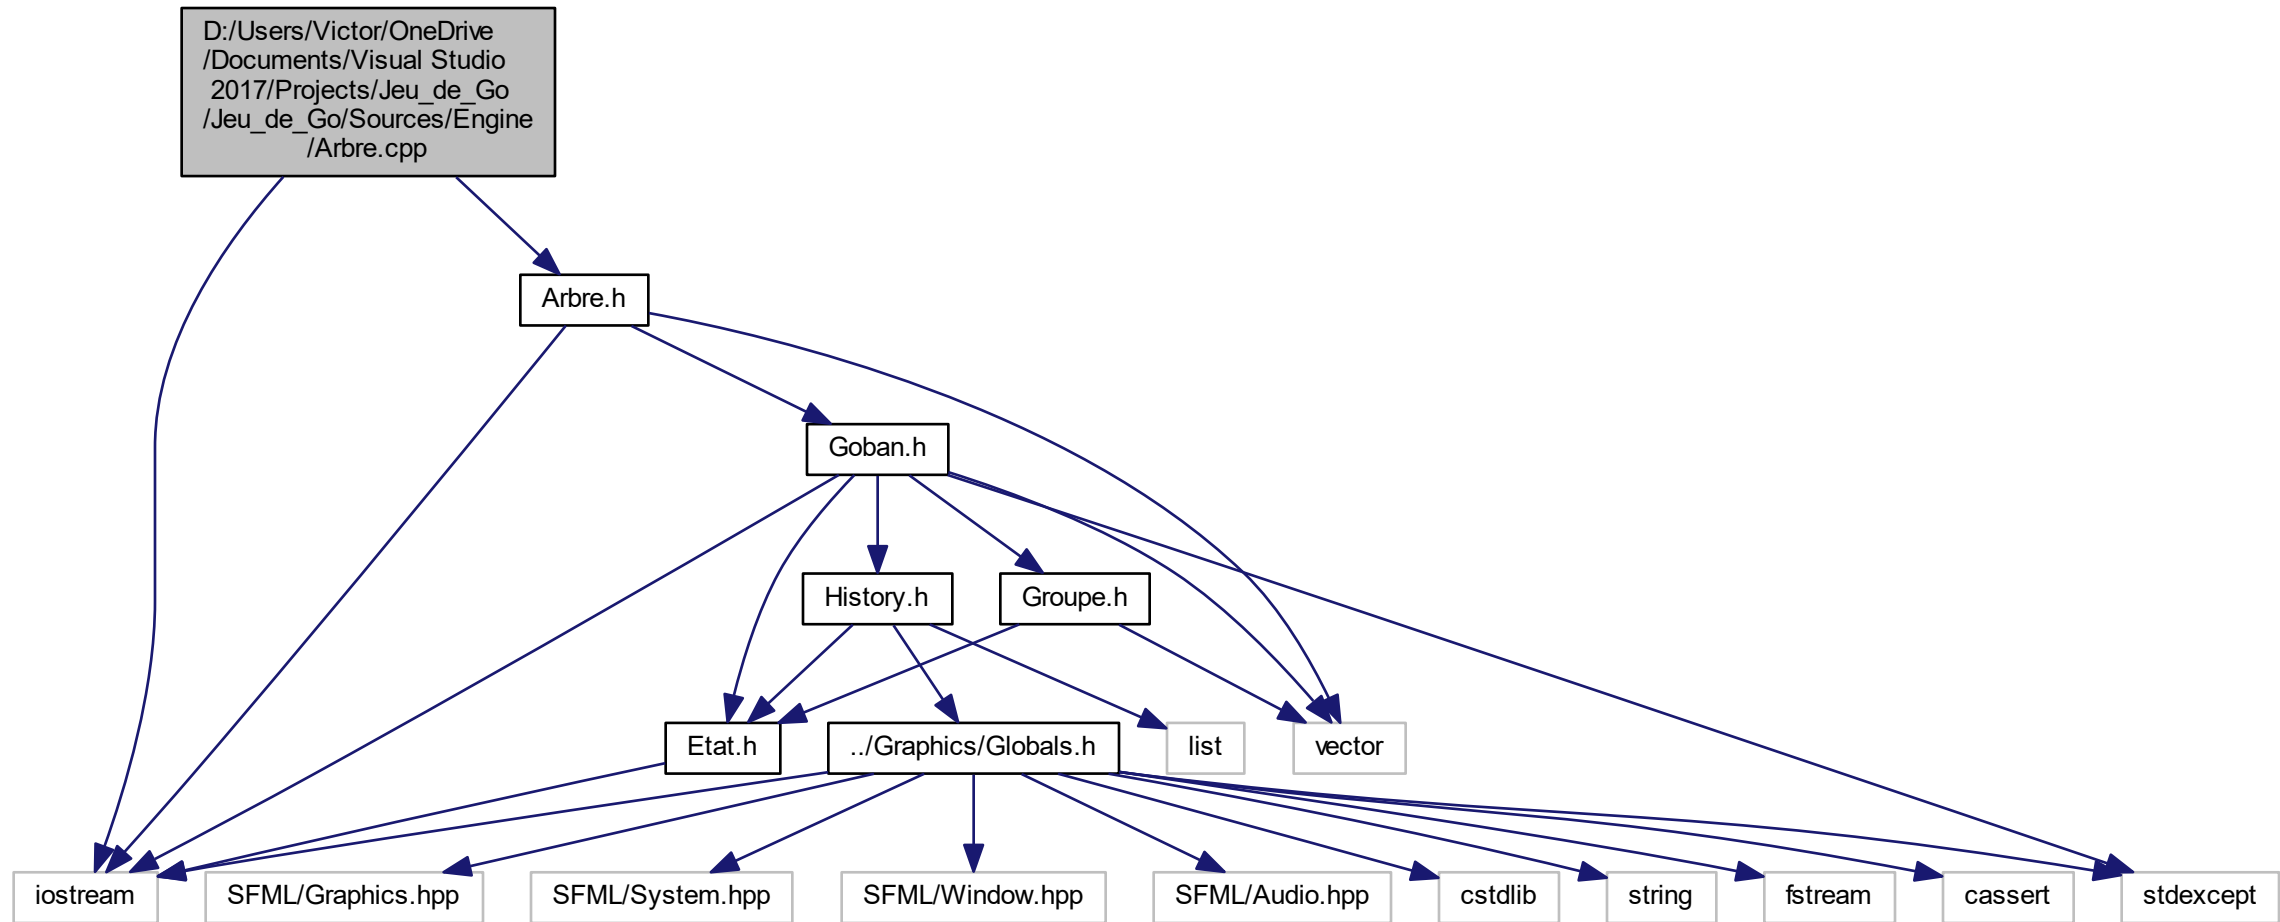 D:/Users/Victor/OneDrive
/Documents/Visual Studio
2017/Projects/Jeu_de_Go
/Jeu_de_Go/Sources/Engine
/Arbre.cpp
Arbre.h
Goban.h
History.h
Groupe.h
Etat.h
../Graphics/Globals.h
list
vector
iostream
SFML/Graphics.hpp
SFML/System.hpp
SFML/Window.hpp
SFML/Audio.hpp
cstdlib
string
fstream
cassert
stdexcept